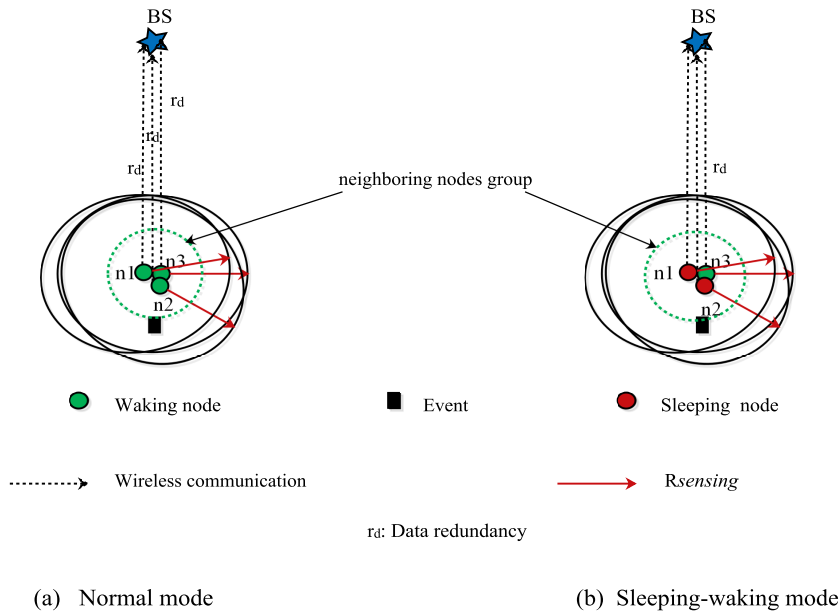 BS BS
rd
rd
rd rd
neighboring nodes group
n1 n3 n1 n3
n2 n2
Waking node Event Sleeping node
Wireless communication Rsensing
rd: Data redundancy
(a) Normal mode (b) Sleeping-waking mode